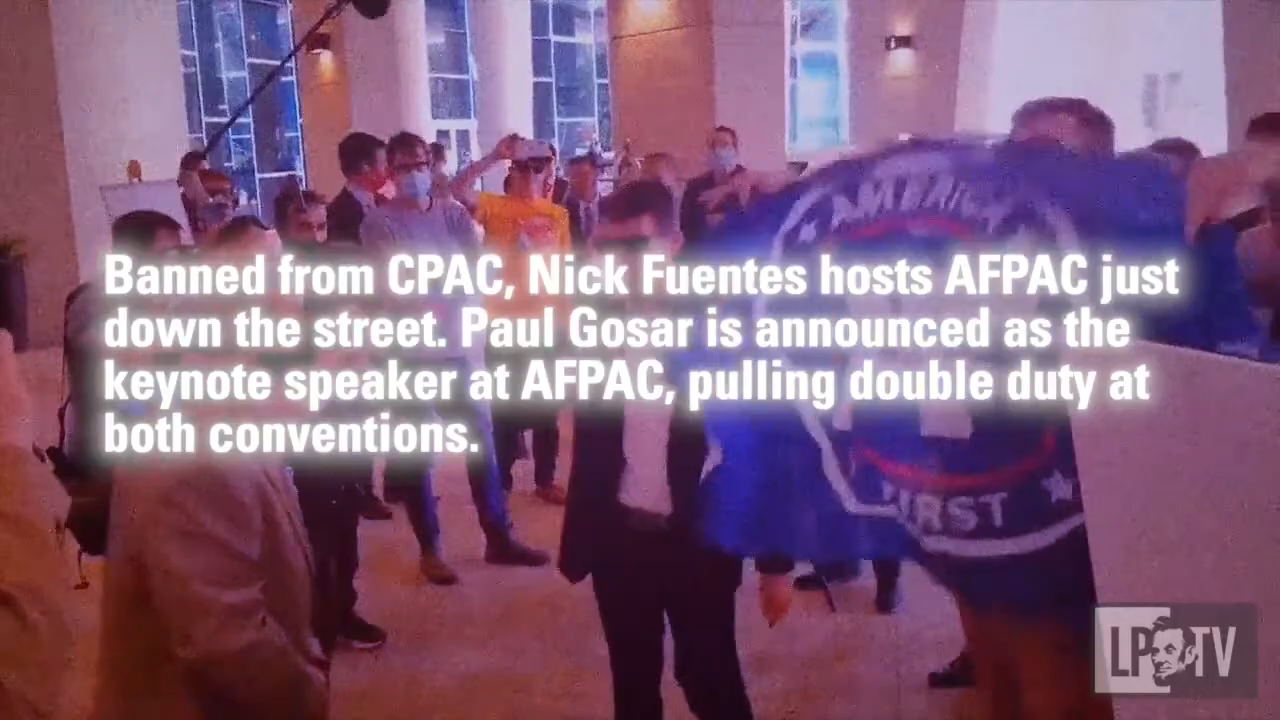 AMERICA
Banned from CPAC, Nick Fuentes hosts AFPAC just
down the street. Paul Gosar is announced as the
keynote speaker at AFPAC, pulling double duty at
both conventions.
FIRST
LP TV